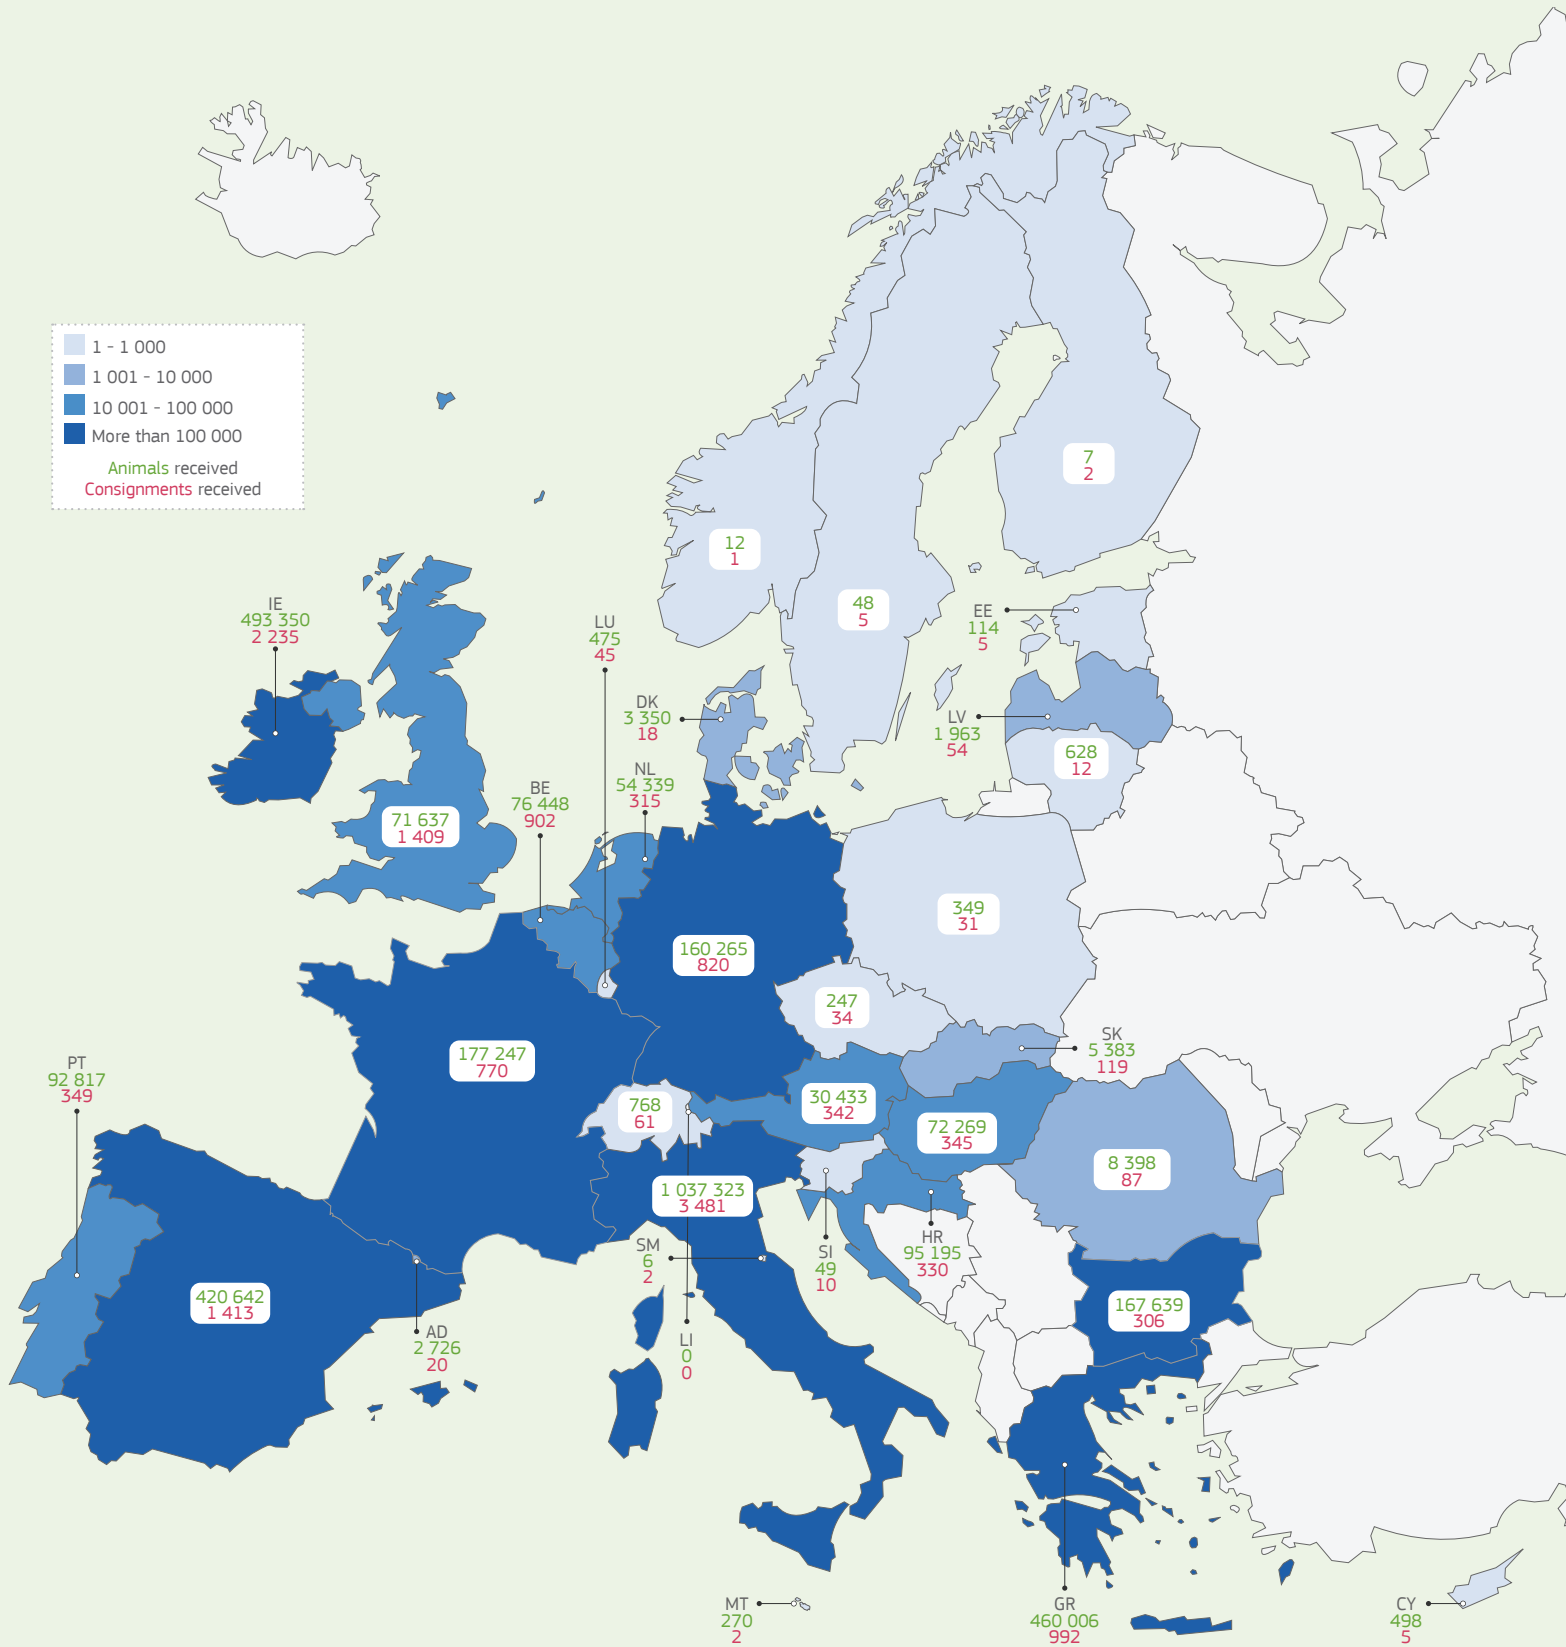 1 - 1 000
1 001 - 10 000
10 001 - 100 000
More than 100 000
Animals received
Consignments received
7
2
12
1
48
5
IE
493 350
2 235
LU
475
45
EE
114
5
DK
3 350
18
LV
1 963
54
628
12
NL
54 339
315
BE
76 448
902
71 637
1 409
349
31
160 265
820
247
34
SK
5 383
119
177 247
770
PT
92 817
349
768
61
30 433
342
72 269
345
8 398
87
1 037 323
3 481
SM
6
2
SI
49
10
HR
95 195
330
420 642
1 413
167 639
306
AD
2 726
20
LI
0
0
MT
270
2
GR
460 006
992
CY
498
5